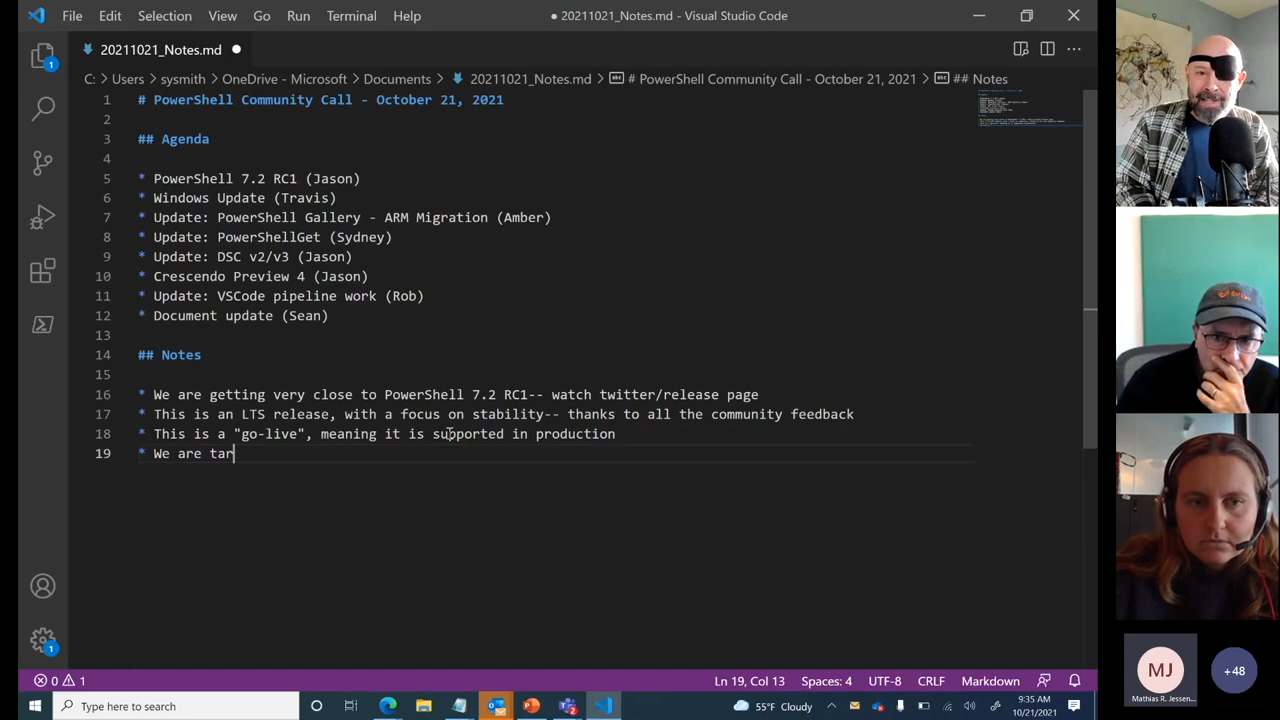 File Edit Selection View Go Run Terminal Help
● 20211021_Notes.md - Visual Studio Code
20211021_Notes.md ●
C: > Users > sysmith > OneDrive - Microsoft > Documents > 20211021_Notes.md > # PowerShell Community Call - October 21, 2021 > ## Notes
1 # PowerShell Community Call - October 21, 2021
2
3 ## Agenda
4
5 * PowerShell 7.2 RC1 (Jason)
6 * Windows Update (Travis)
7 * Update: PowerShell Gallery - ARM Migration (Amber)
8 * Update: PowerShellGet (Sydney)
9 * Update: DSC v2/v3 (Jason)
10 * Crescendo Preview 4 (Jason)
11 * Update: VSCode pipeline work (Rob)
12 * Document update (Sean)
13
14 ## Notes
15
16 * We are getting very close to PowerShell 7.2 RC1-- watch twitter/release page
17 * This is an LTS release, with a focus on stability-- thanks to all the community feedback
18 * This is a "go-live", meaning it is supported in production
19 * We are tar
1
1
MJ
Mathias R. Jessen...
+48
0 1 Ln 19, Col 13 Spaces: 4 UTF-8 CRLF Markdown
Type here to search
55°F Cloudy
9:35 AM
10/21/2021